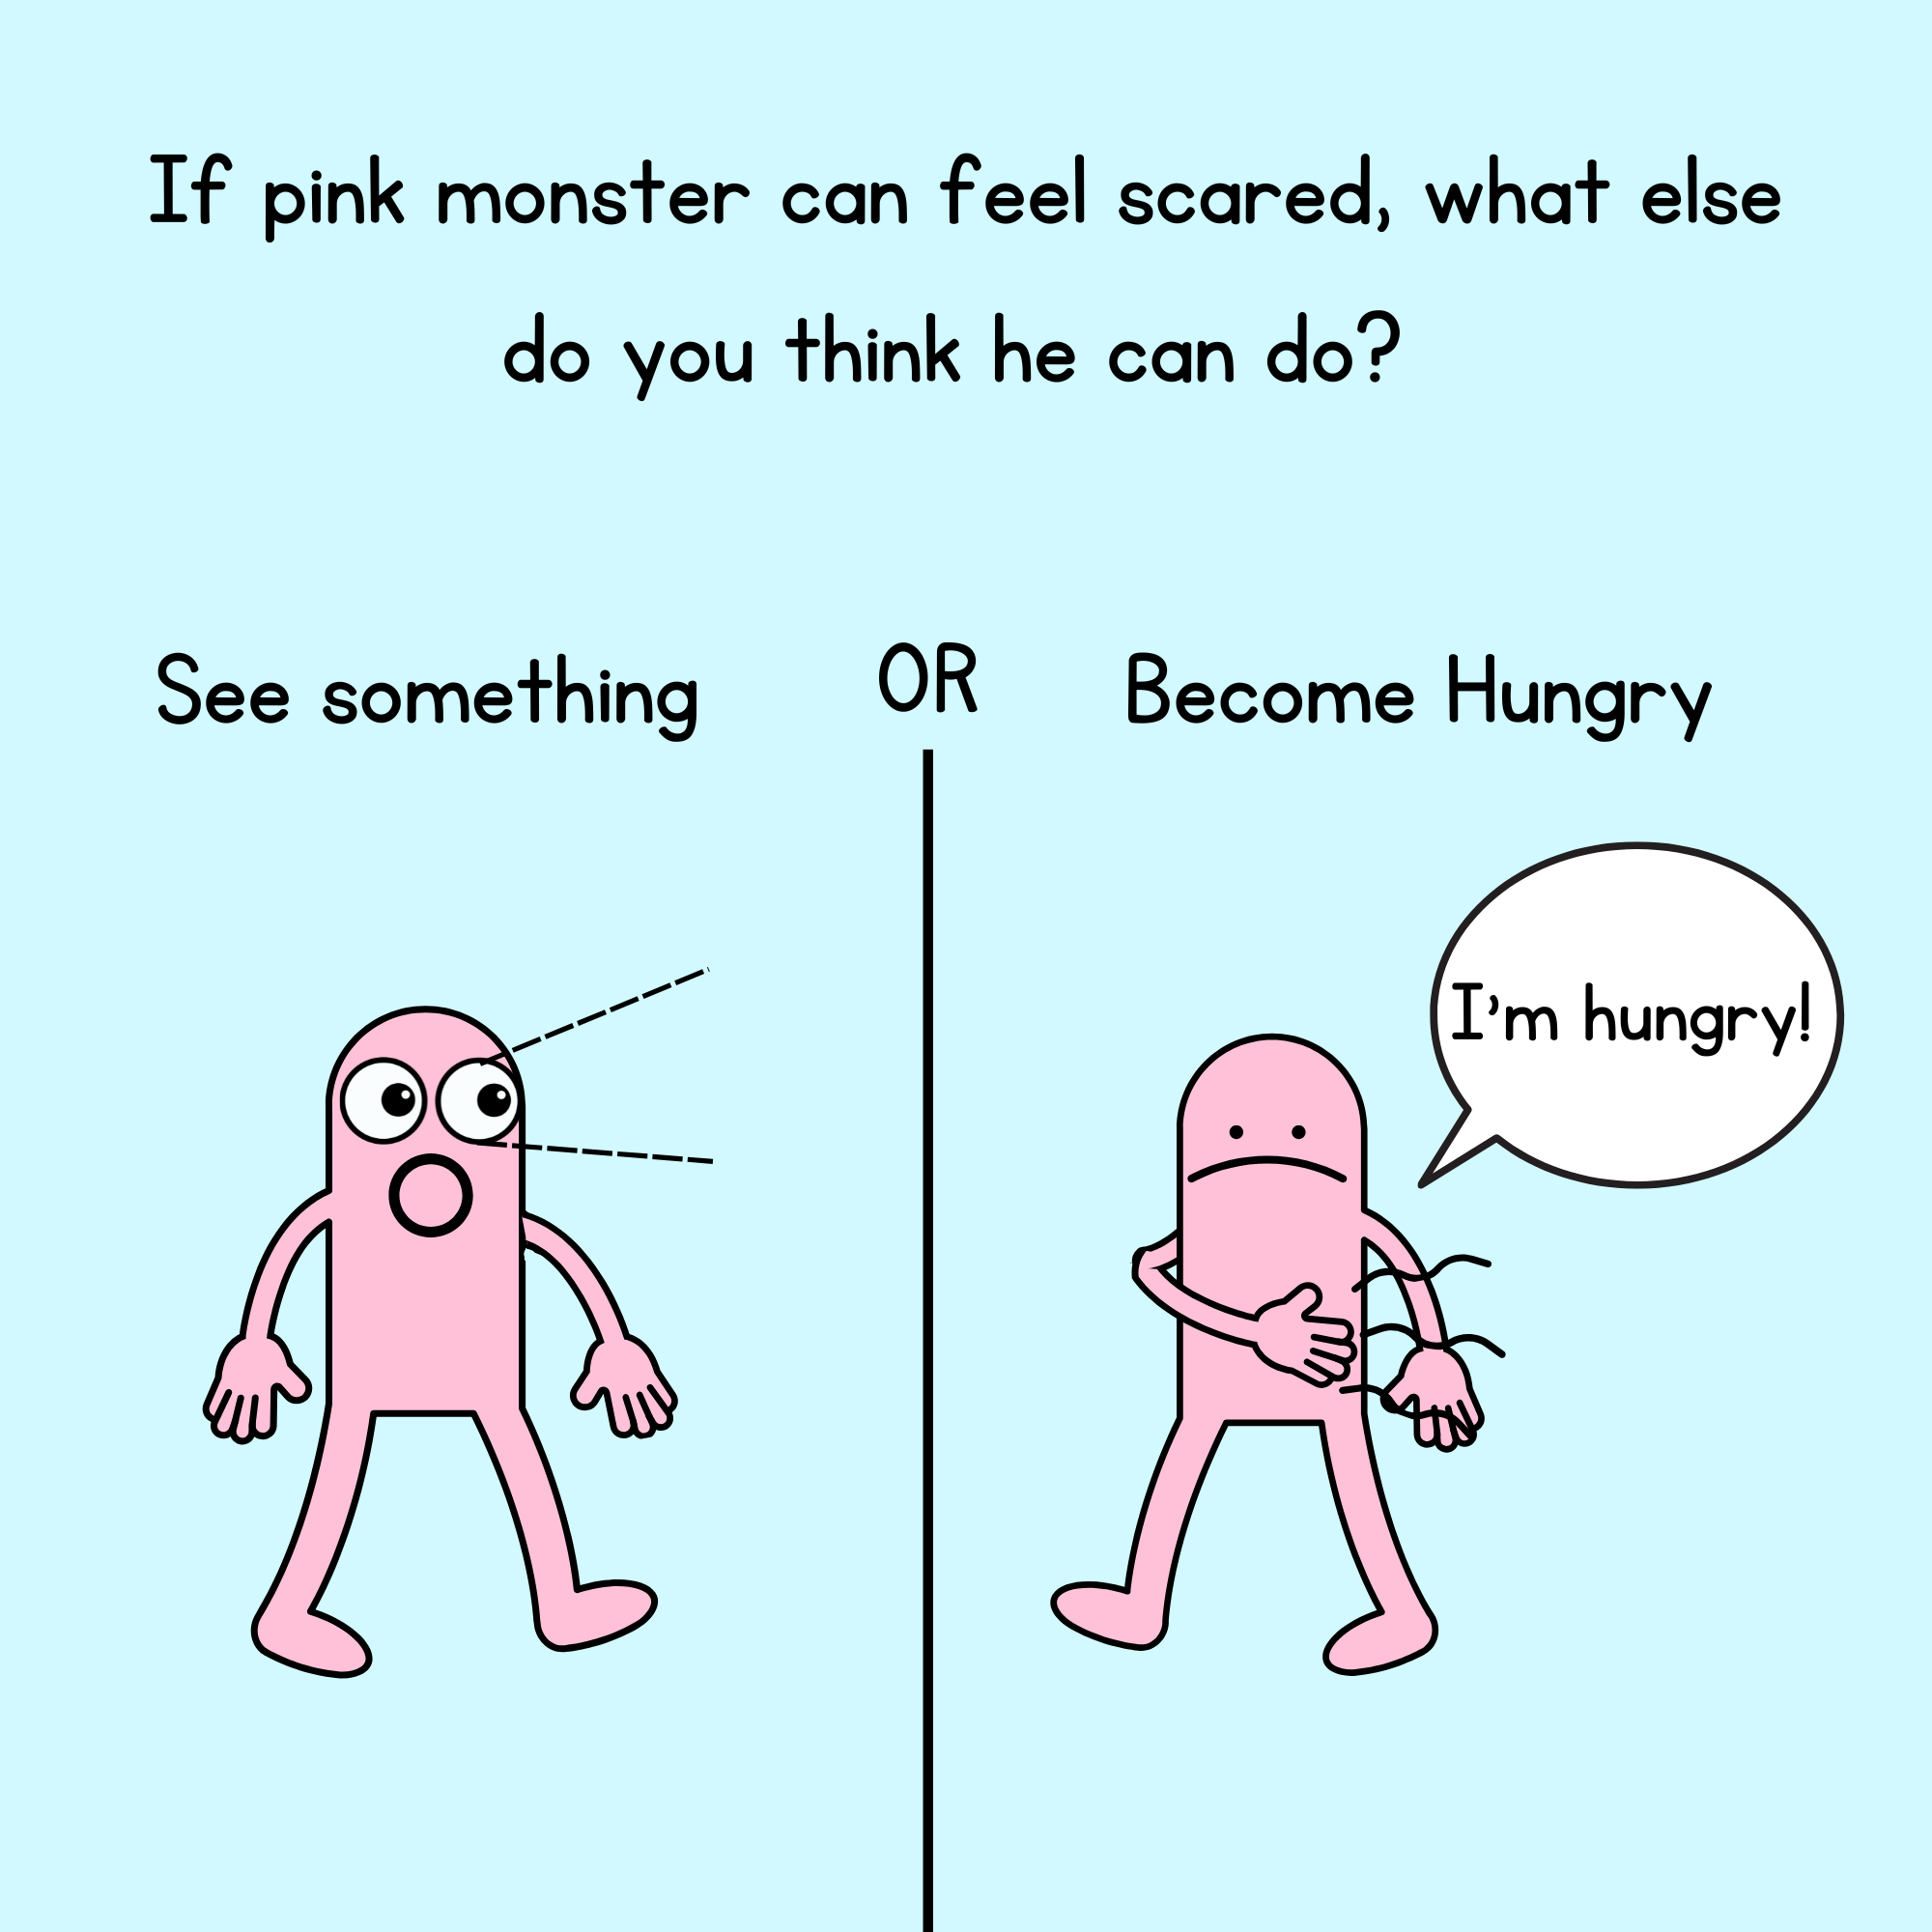 If pink monster can feel scared, what else
do you think he can do?
See something
OR
Become Hungry
I'm hungry!